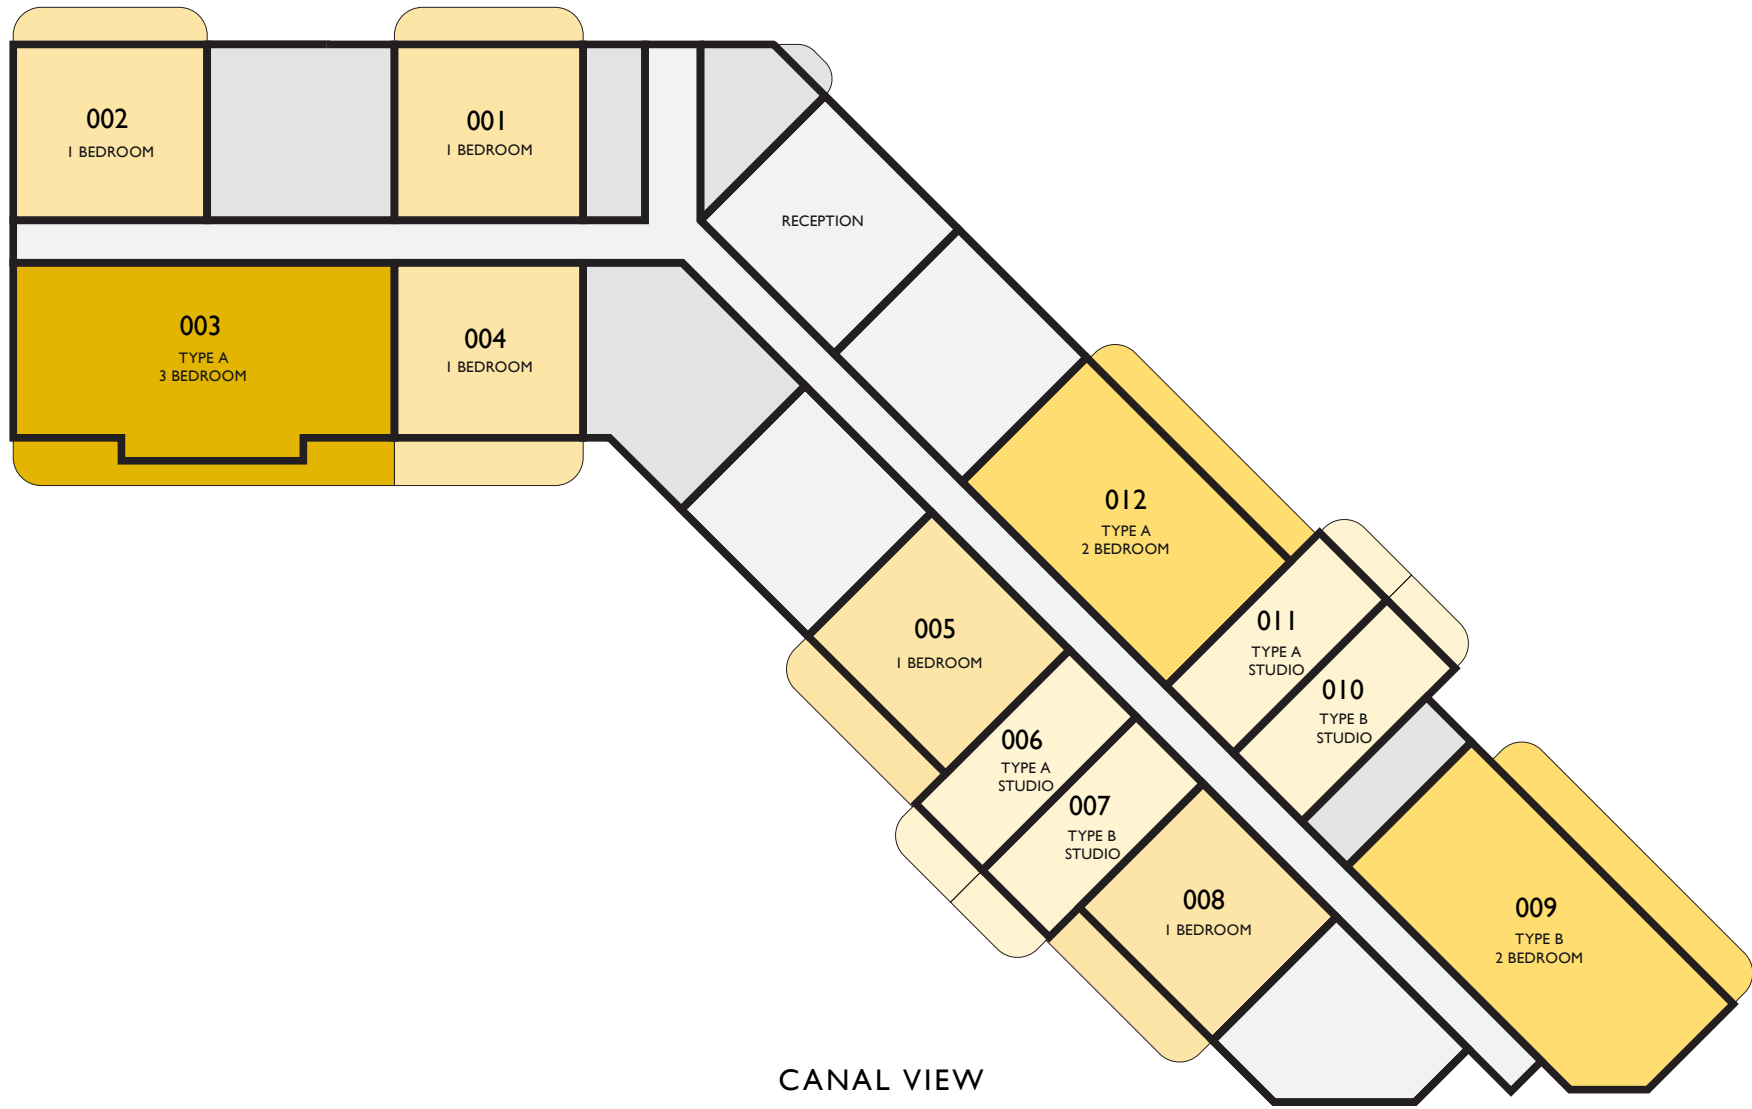 002
1 BEDROOM
001
1 BEDROOM
RECEPTION
003
TYPE A
3 BEDROOM
004
1 BEDROOM
012
TYPE A
2 BEDROOM
005
1 BEDROOM
011
TYPE A
STUDIO
010
TYPE B
STUDIO
006
TYPE A
STUDIO
007
TYPE B
STUDIO
008
1 BEDROOM
009
TYPE B
2 BEDROOM
CANAL VIEW